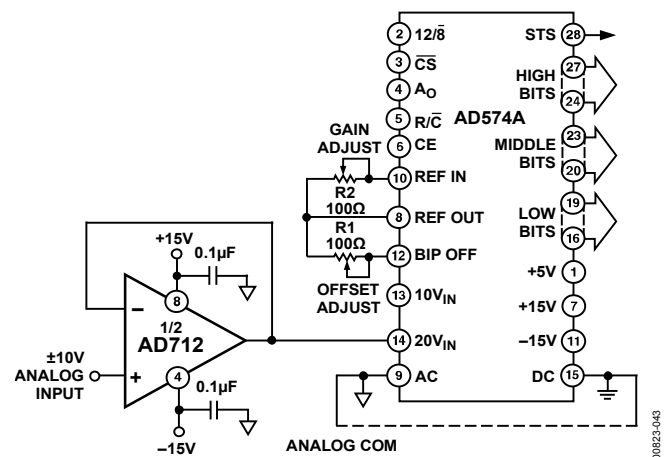 2 12/8̅
STS 28
3 C̅S̅
27
HIGH
BITS
4 AO
24
5 R/C̅
AD574A
GAIN
ADJUST
6 CE
23
MIDDLE
BITS
20
10 REF IN
R2
100Ω
19
LOW
BITS
8 REF OUT
16
R1
100Ω
12 BIP OFF
+5V 1
OFFSET
ADJUST
13 10VIN
+15V 7
14 20VIN
–15V 11
9 AC
DC 15
+15V
0.1µF
8
–
1/2
AD712
±10V
ANALOG
INPUT
+
4
0.1µF
–15V
ANALOG COM
00823-043